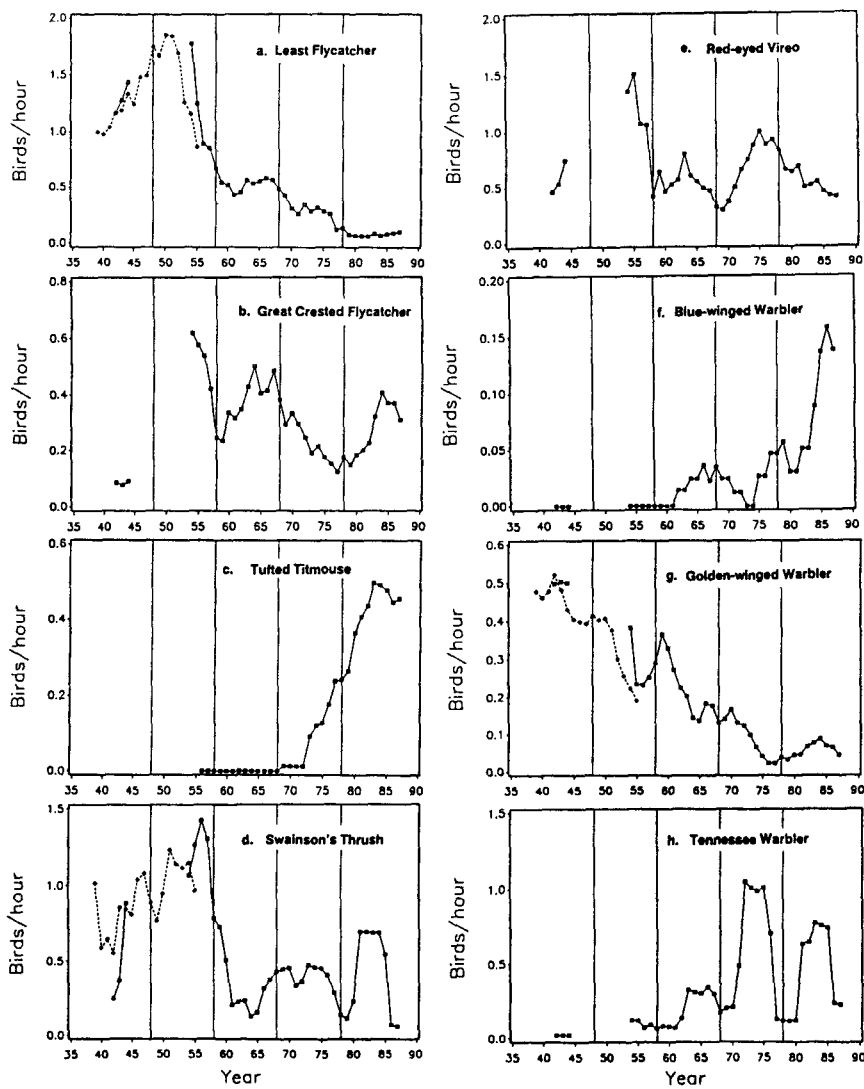 2.0
1.5
1.0
0.5
0.0
Birds/hour
a. Least Flycatcher
35 40 45 50 55 60 65 70 75 80 85 90
0.8
0.6
0.4
0.2
0.00
Birds/hour
b. Great Crested Flycatcher
35 40 45 50 55 60 65 70 75 80 85 90
0.6
0.4
0.2
0.0
Birds/hour
c. Tufted Titmouse
35 40 45 50 55 60 65 70 75 80 85 90
1.5
1.0
0.5
0.0
Birds/hour
d. Swainson's Thrush
35 40 45 50 55 60 65 70 75 80 85 90
Year
2.0
1.5
1.0
0.5
0.0
Birds/hour
e. Red-eyed Vireo
35 40 45 50 55 60 65 70 75 80 85 90
0.20
0.15
0.10
0.05
0.00
Birds/hour
f. Blue-winged Warbler
35 40 45 50 55 60 65 70 75 80 85 90
0.6
0.5
0.4
0.3
0.2
0.1
0.0
Birds/hour
g. Golden-winged Warbler
35 40 45 50 55 60 65 70 75 80 85 90
1.5
1.0
0.5
0.0
Birds/hour
h. Tennessee Warbler
35 40 45 50 55 60 65 70 75 80 85 90
Year